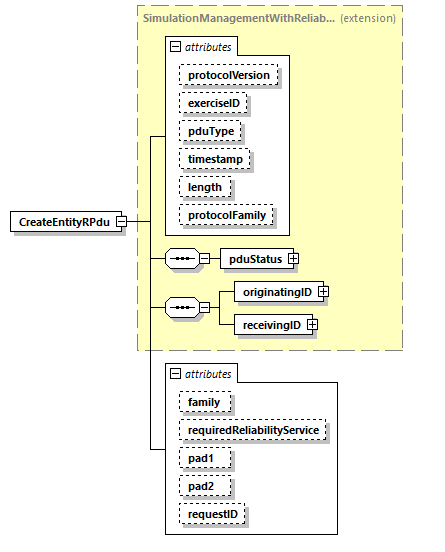 SimulationManagementWithReliab... (extension)
attributes
protocolVersion
exerciseID
pduType
timestamp
length
protocolFamily
CreateEntityRPdu
pduStatus
originatingID
receivingID
attributes
family
requiredReliabilityService
pad1
pad2
requestID